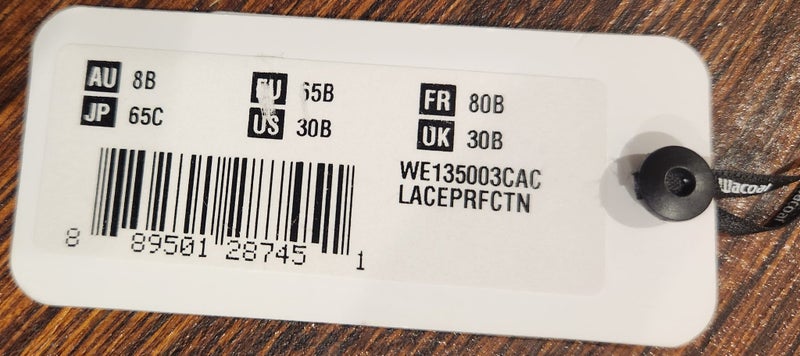 AU 8B EU 65B FR 80B
JP 65C US 30B UK 30B
WE135003CAC
LACEPRFCTN
8 89501 28745 1
Wacoal